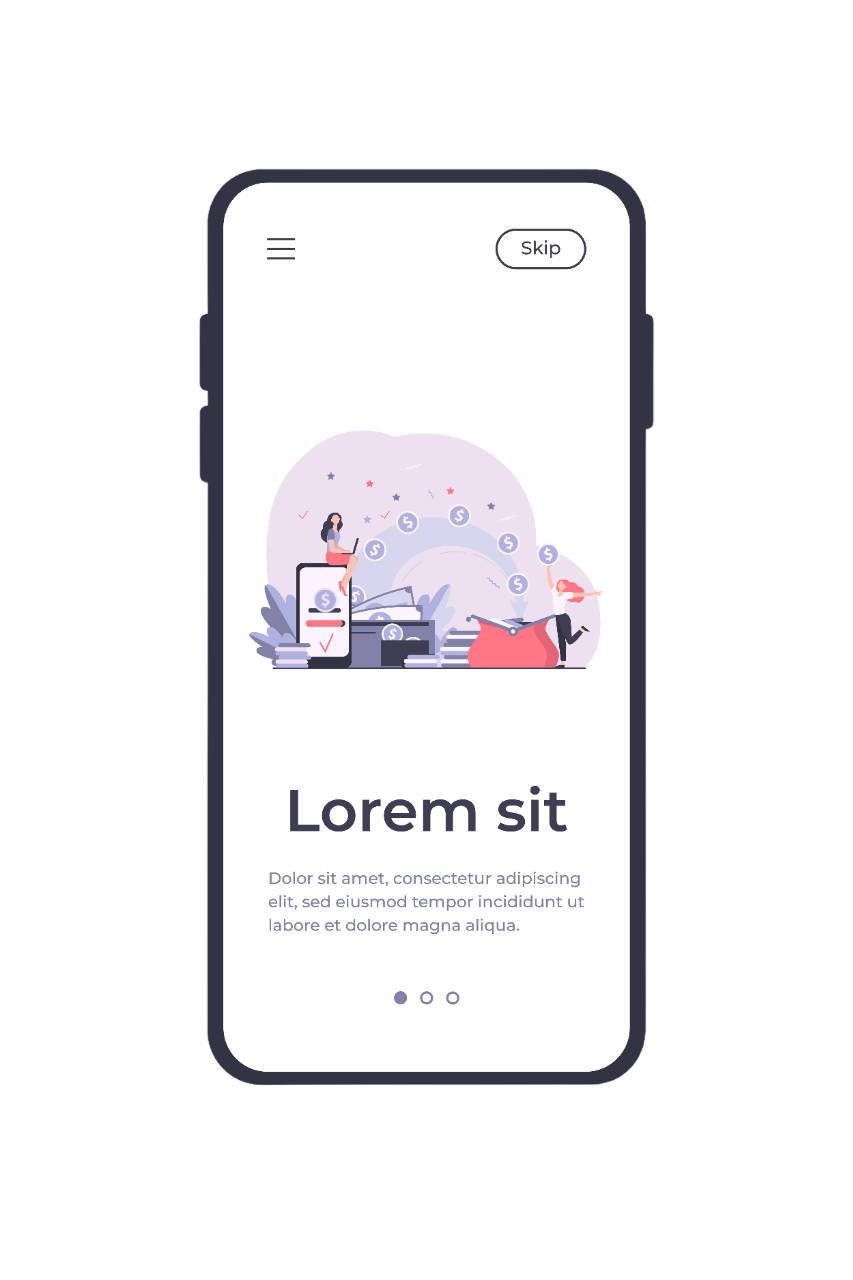 Skip
Lorem sit
Dolor sit amet, consectetur adipiscing
elit, sed eiusmod tempor incididunt ut
labore et dolore magna aliqua.